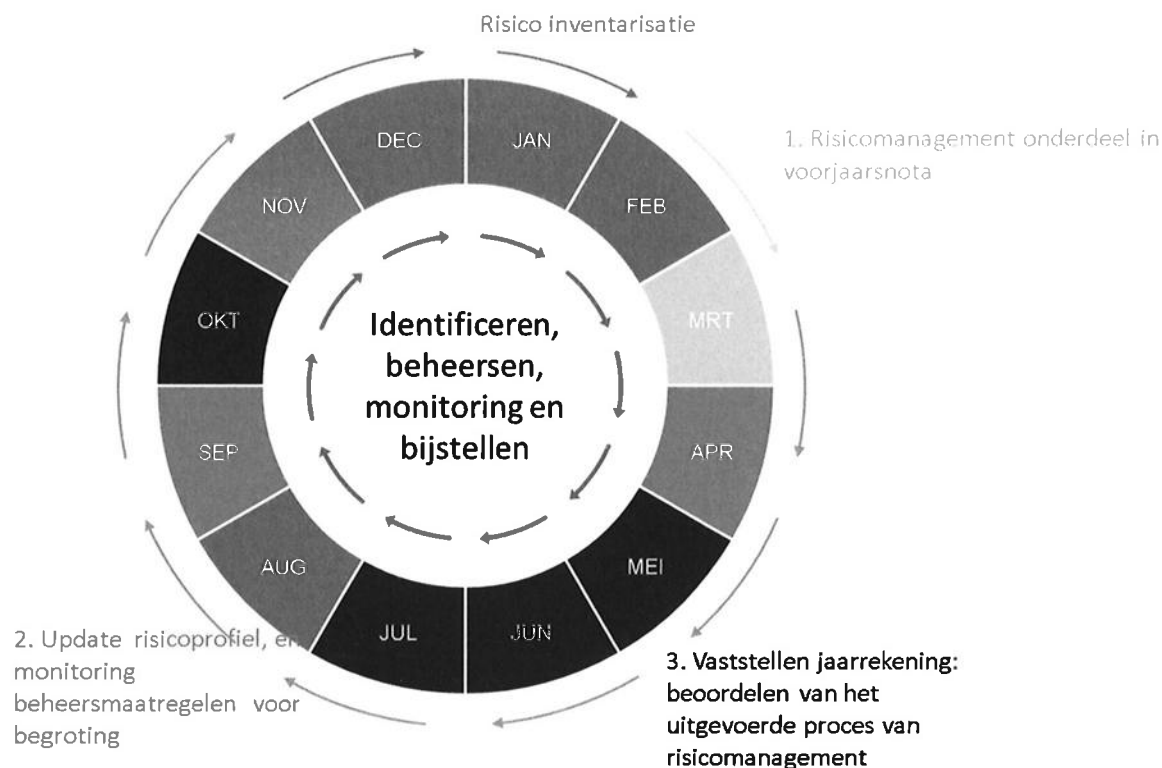 Risico inventarisatie
DEC
JAN
1. Risicomanagement onderdeel in
voorjaarsnota
NOV
FEB
OKT
MRT
Identificeren,
beheersen,
monitoring en
bijstellen
SEP
APR
AUG
MEI
JUL
JUN
2. Update risicoprofiel, en
monitoring
beheersmaatregelen voor
begroting
3. Vaststellen jaarrekening:
beoordelen van het
uitgevoerde proces van
risicomanagement